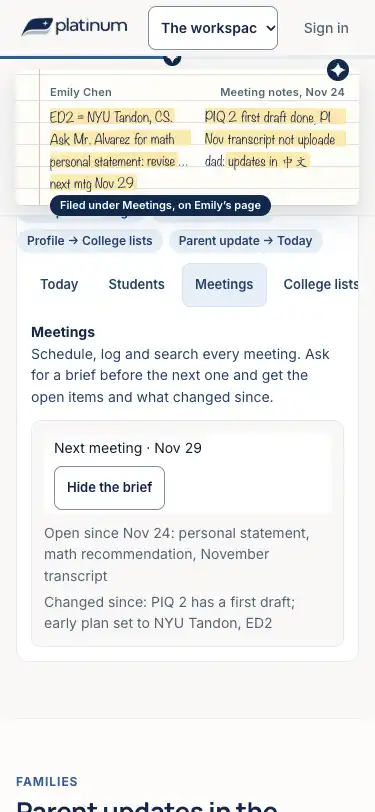 platinum
The workspac
Sign in
Emily Chen
Meeting notes, Nov 24
ED2 = NYU Tandon, CS.
Ask Mr. Alvarez for math
personal statement: revise ...
next mtg Nov 29
PIQ 2 first draft done, PI
Nov transcript not uploade
dad: updates in 中文
Filed under Meetings, on Emily's page
Profile → College lists
Parent update → Today
Today
Students
Meetings
College lists
Meetings
Schedule, log and search every meeting. Ask
for a brief before the next one and get the
open items and what changed since.
Next meeting · Nov 29
Hide the brief
Open since Nov 24: personal statement,
math recommendation, November
transcript
Changed since: PIQ 2 has a first draft;
early plan set to NYU Tandon, ED2
FAMILIES
Parent updates in the